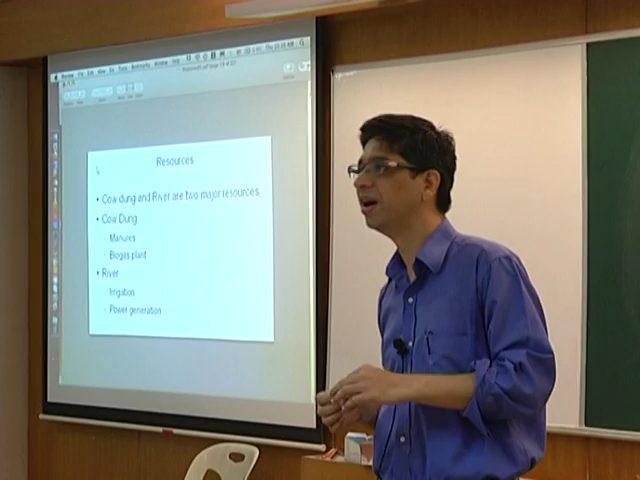 Resources
• Cow dung and River are two major resources
• Cow Dung
- Manures
- Biogas plant
• River
- Irrigation
- Power generation